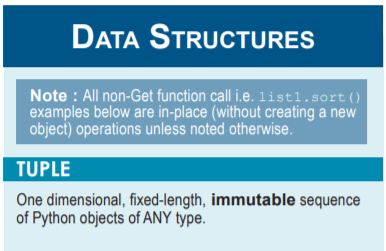 DATA STRUCTURES
Note : All non-Get function call i.e. list1.sort()
examples below are in-place (without creating a new
object) operations unless noted otherwise.
TUPLE
One dimensional, fixed-length, immutable sequence
of Python objects of ANY type.